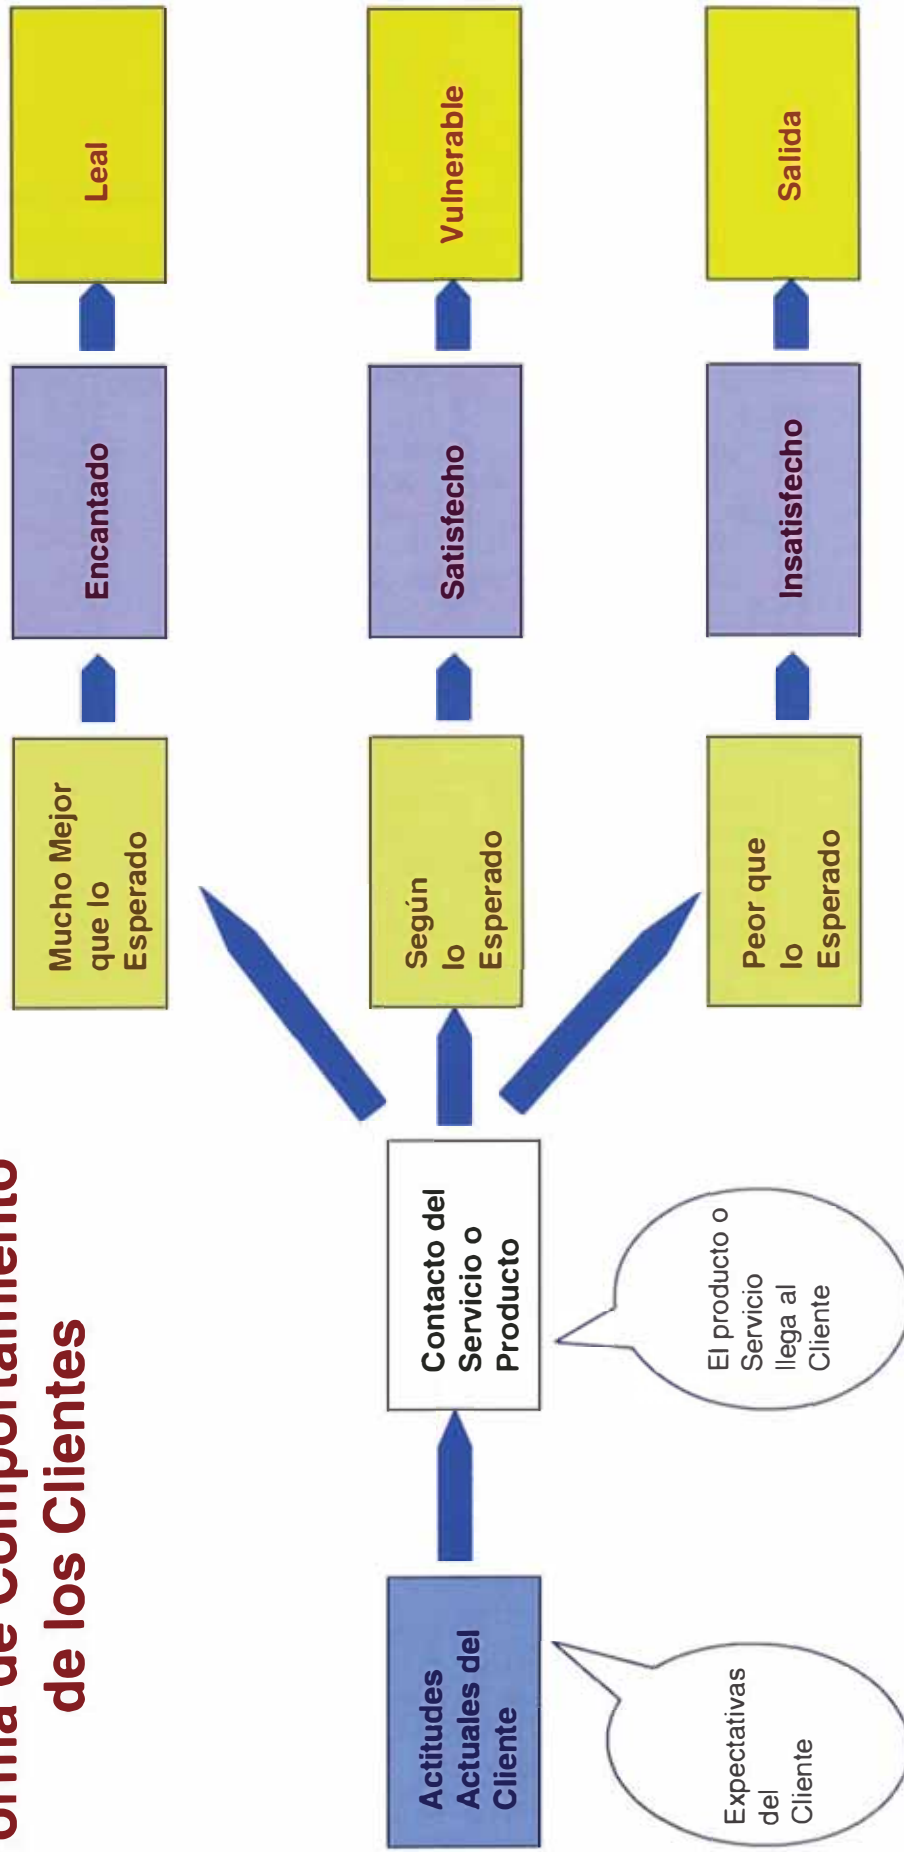 de Comportamiento
de los Clientes
Actitudes
Actuales del
Cliente
Expectativas
del
Cliente
Contacto del
Servicio o
Producto
El producto o
Servicio
llega al
Cliente
Mucho Mejor
que lo
Esperado
Encantado
Leal
Según
lo
Esperado
Satisfecho
Vulnerable
Peor que
lo
Esperado
Insatisfecho
Salida